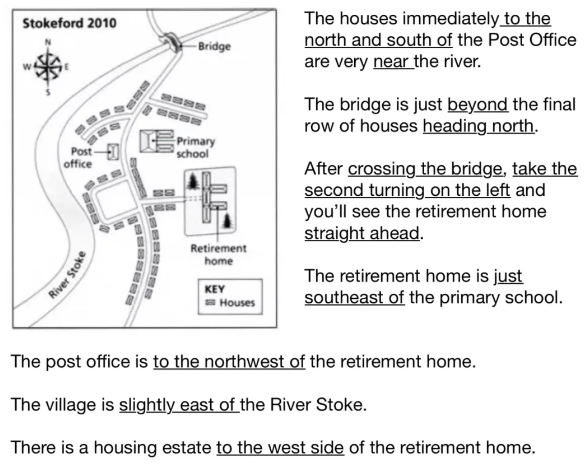 Stokeford 2010
N
W E
S
Bridge
Post
office
Primary
school
Retirement
home
River Stoke
KEY
Houses
The houses immediately to the
north and south of the Post Office
are very near the river.
The bridge is just beyond the final
row of houses heading north.
After crossing the bridge, take the
second turning on the left and
you'll see the retirement home
straight ahead.
The retirement home is just
southeast of the primary school.
The post office is to the northwest of the retirement home.
The village is slightly east of the River Stoke.
There is a housing estate to the west side of the retirement home.